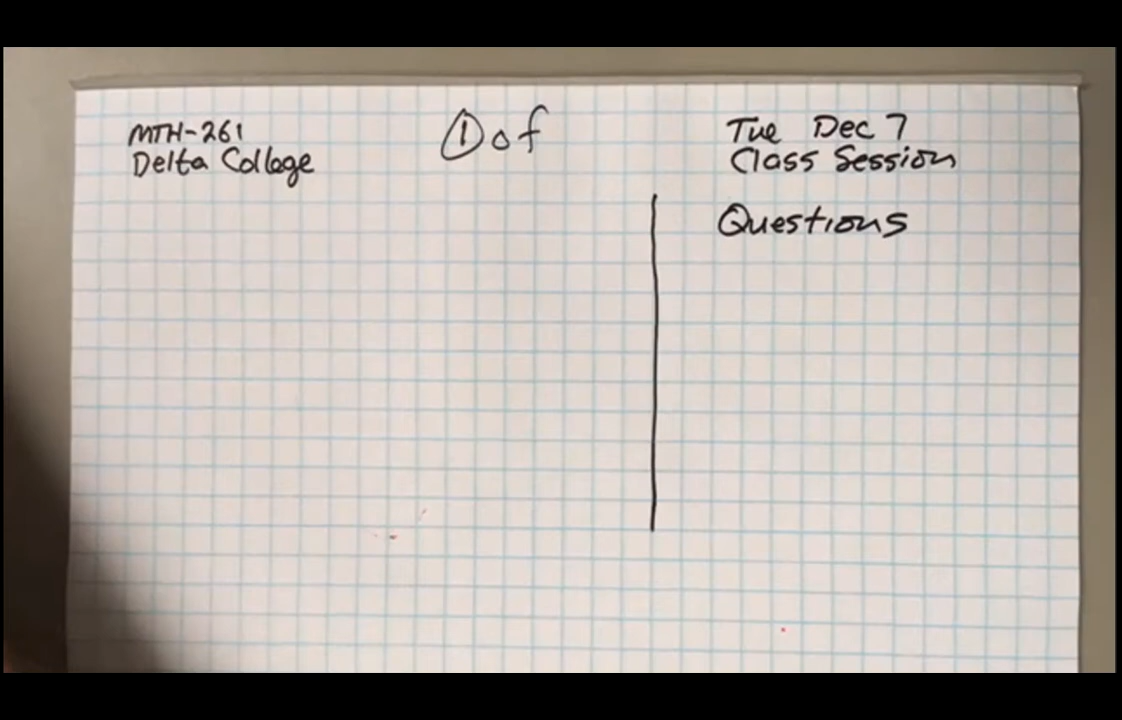 MTH-261
Delta College
① of
Tue Dec 7
Class Session
Questions